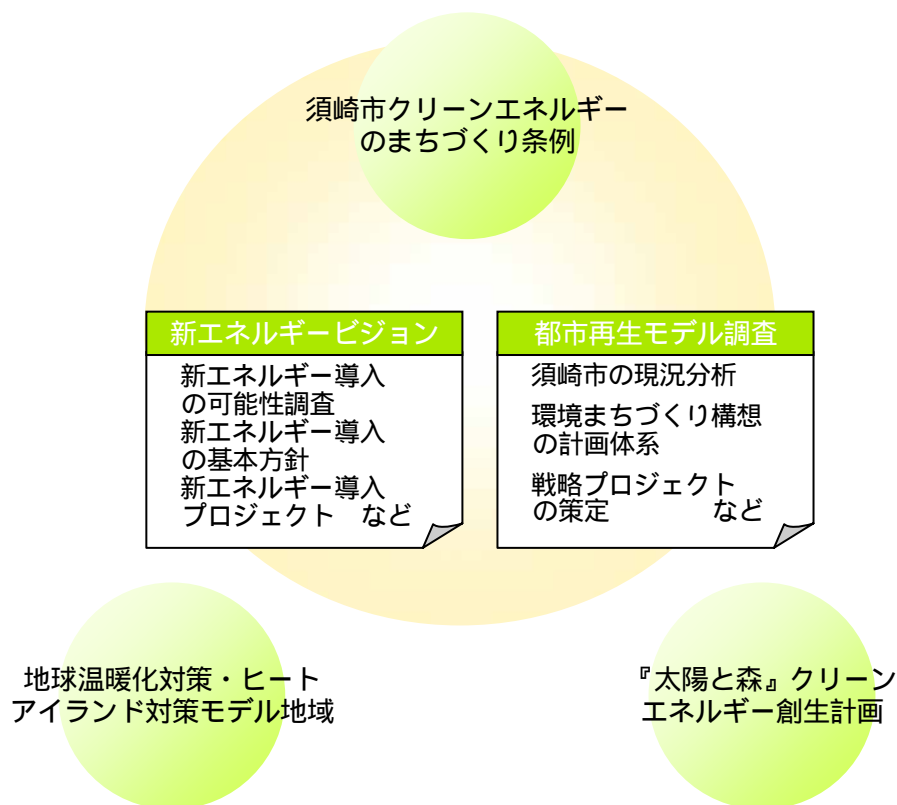 須崎市クリーンエネルギー
のまちづくり条例
新エネルギービジョン
新エネルギー導入
の可能性調査
新エネルギー導入
の基本方針
新エネルギー導入
プロジェクト　など
都市再生モデル調査
須崎市の現況分析
環境まちづくり構想
の計画体系
戦略プロジェクト
の策定　　　など
地球温暖化対策・ヒート
アイランド対策モデル地域
『太陽と森』クリーン
エネルギー創生計画